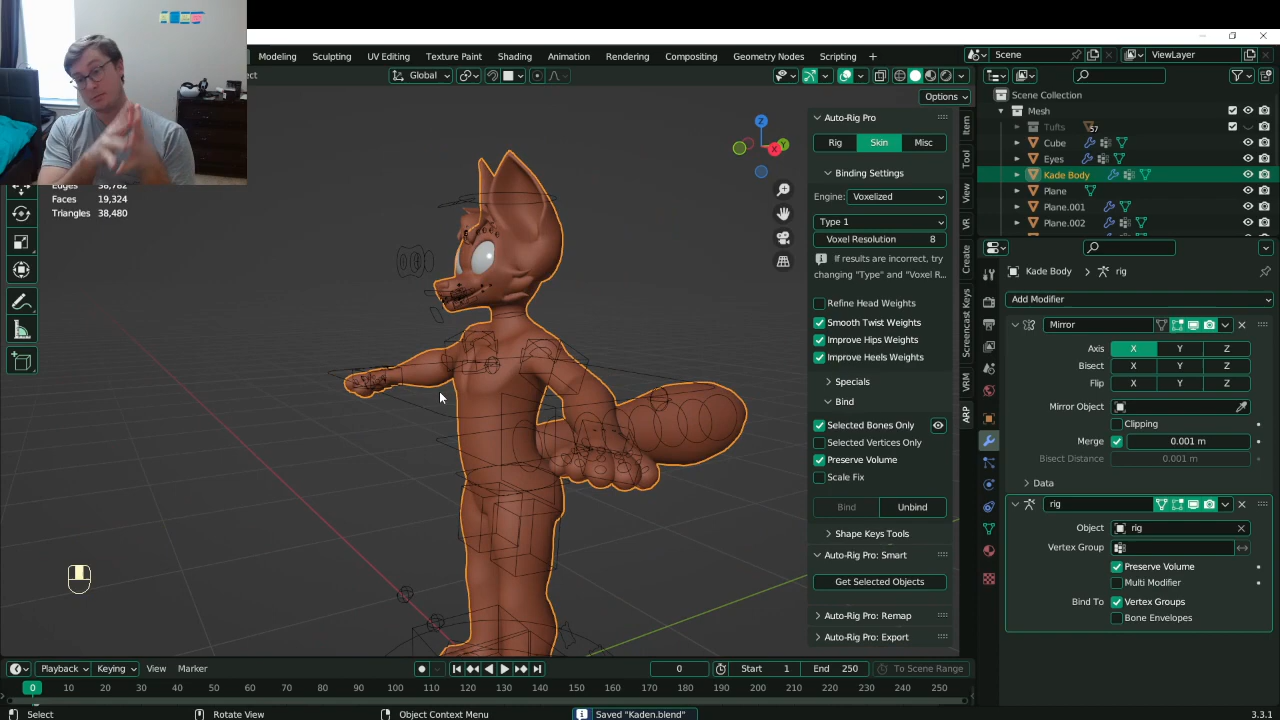 Modeling Sculpting UV Editing Texture Paint Shading Animation Rendering Compositing Geometry Nodes Scripting + Scene ViewLayer
Global
Options
Edges 38,782
Faces 19,324
Triangles 38,480
Z
X
Y
Item
Tool
View
VR
Create
Screencast Keys
VRM
ARP
Auto-Rig Pro
Rig Skin Misc
Binding Settings
Engine: Voxelized
Type 1
Voxel Resolution 8
If results are incorrect, try
changing "Type" and "Voxel R...
Refine Head Weights
Smooth Twist Weights
Improve Hips Weights
Improve Heels Weights
Specials
Bind
Selected Bones Only
Selected Vertices Only
Preserve Volume
Scale Fix
Bind Unbind
Shape Keys Tools
Auto-Rig Pro: Smart
Get Selected Objects
Auto-Rig Pro: Remap
Auto-Rig Pro: Export
Scene Collection
Mesh
Tufts 57
Cube
Eyes
Kade Body
Plane
Plane.001
Plane.002
Kade Body rig
Add Modifier
Mirror
Axis X Y Z
Bisect X Y Z
Flip X Y Z
Mirror Object
Clipping
Merge 0.001 m
Bisect Distance 0.001 m
Data
rig
Object rig
Vertex Group
Preserve Volume
Multi Modifier
Bind To Vertex Groups
Bone Envelopes
Playback Keying View Marker 0 Start 1 End 250 To Scene Range
0 10 20 30 40 50 60 70 80 90 100 110 120 130 140 150 160 170 180 190 200 210 220 230 240 250
Select Rotate View Object Context Menu Saved "Kaden.blend" 3.3.1